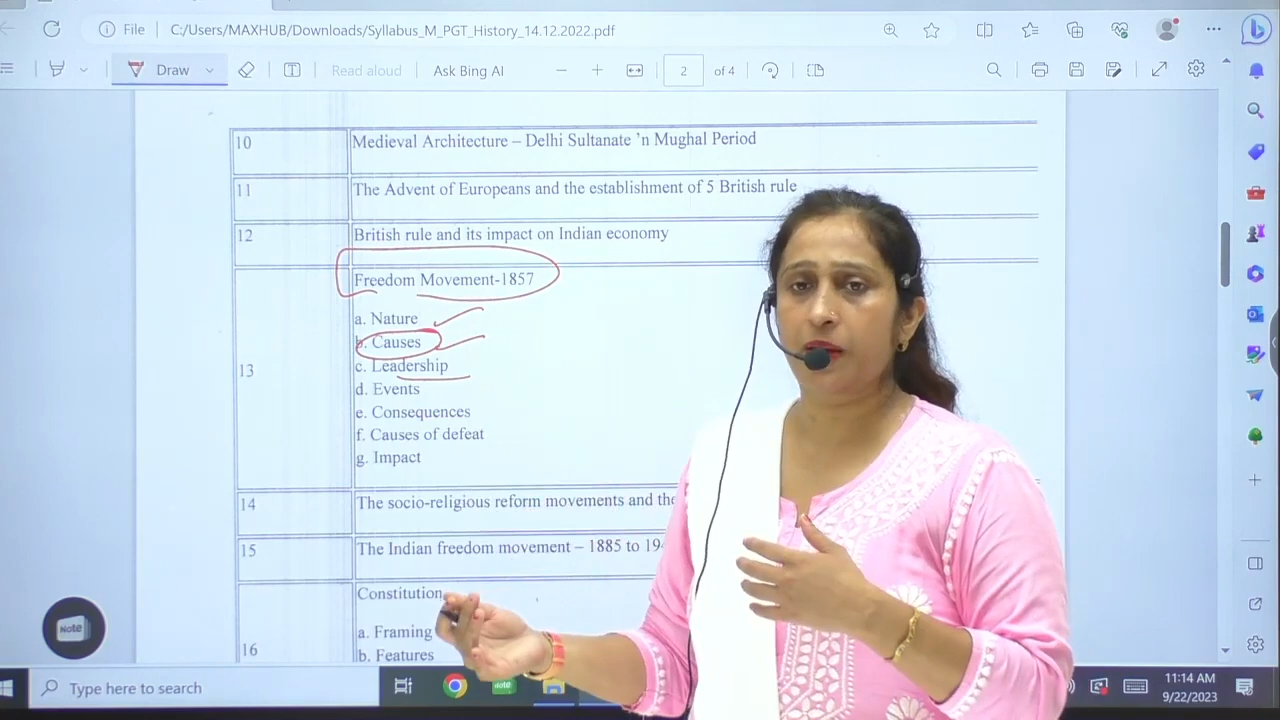 File
C:/Users/MAXHUB/Downloads/Syllabus_M_PGT_History_14.12.2022.pdf
Draw
Read aloud
Ask Bing AI
2 of 4
10 Medieval Architecture – Delhi Sultanate 'n Mughal Period
11 The Advent of Europeans and the establishment of 5 British rule
12 British rule and its impact on Indian economy
Freedom Movement-1857
a. Nature
b. Causes
c. Leadership
13
d. Events
e. Consequences
f. Causes of defeat
g. Impact
14 The socio-religious reform movements and the
15 The Indian freedom movement – 1885 to 19
Constitution
a. Framing
16
b. Features
Note
Type here to search
note
11:14 AM
9/22/2023